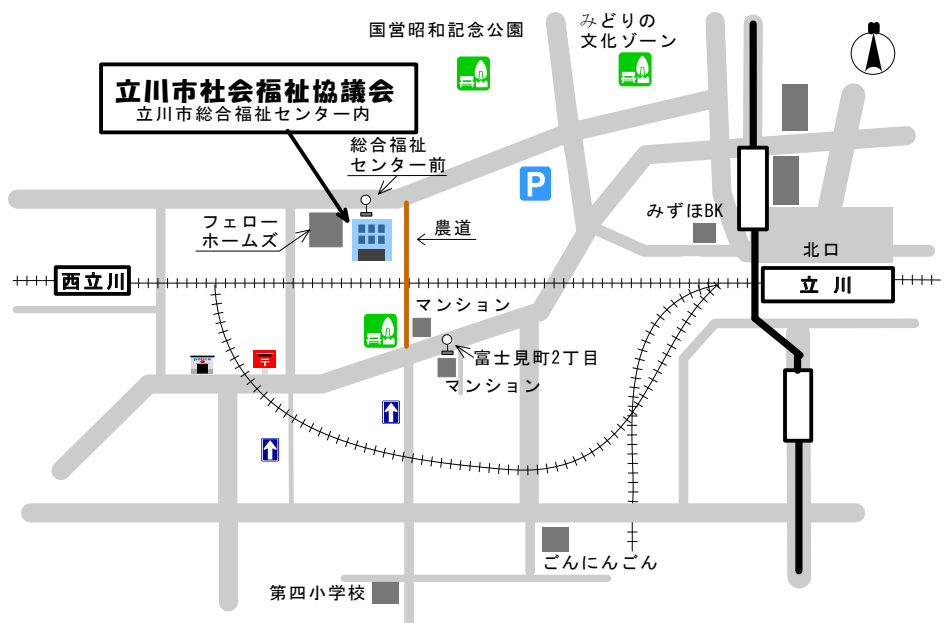 国営昭和記念公園
みどりの
文化ゾーン
立川市社会福祉協議会
立川市総合福祉センター内
総合福祉
センター前
P
フェロー
ホームズ
農道
みずほBK
北口
西立川
立 川
マンション
富士見町2丁目
マンション
ごんにんごん
第四小学校